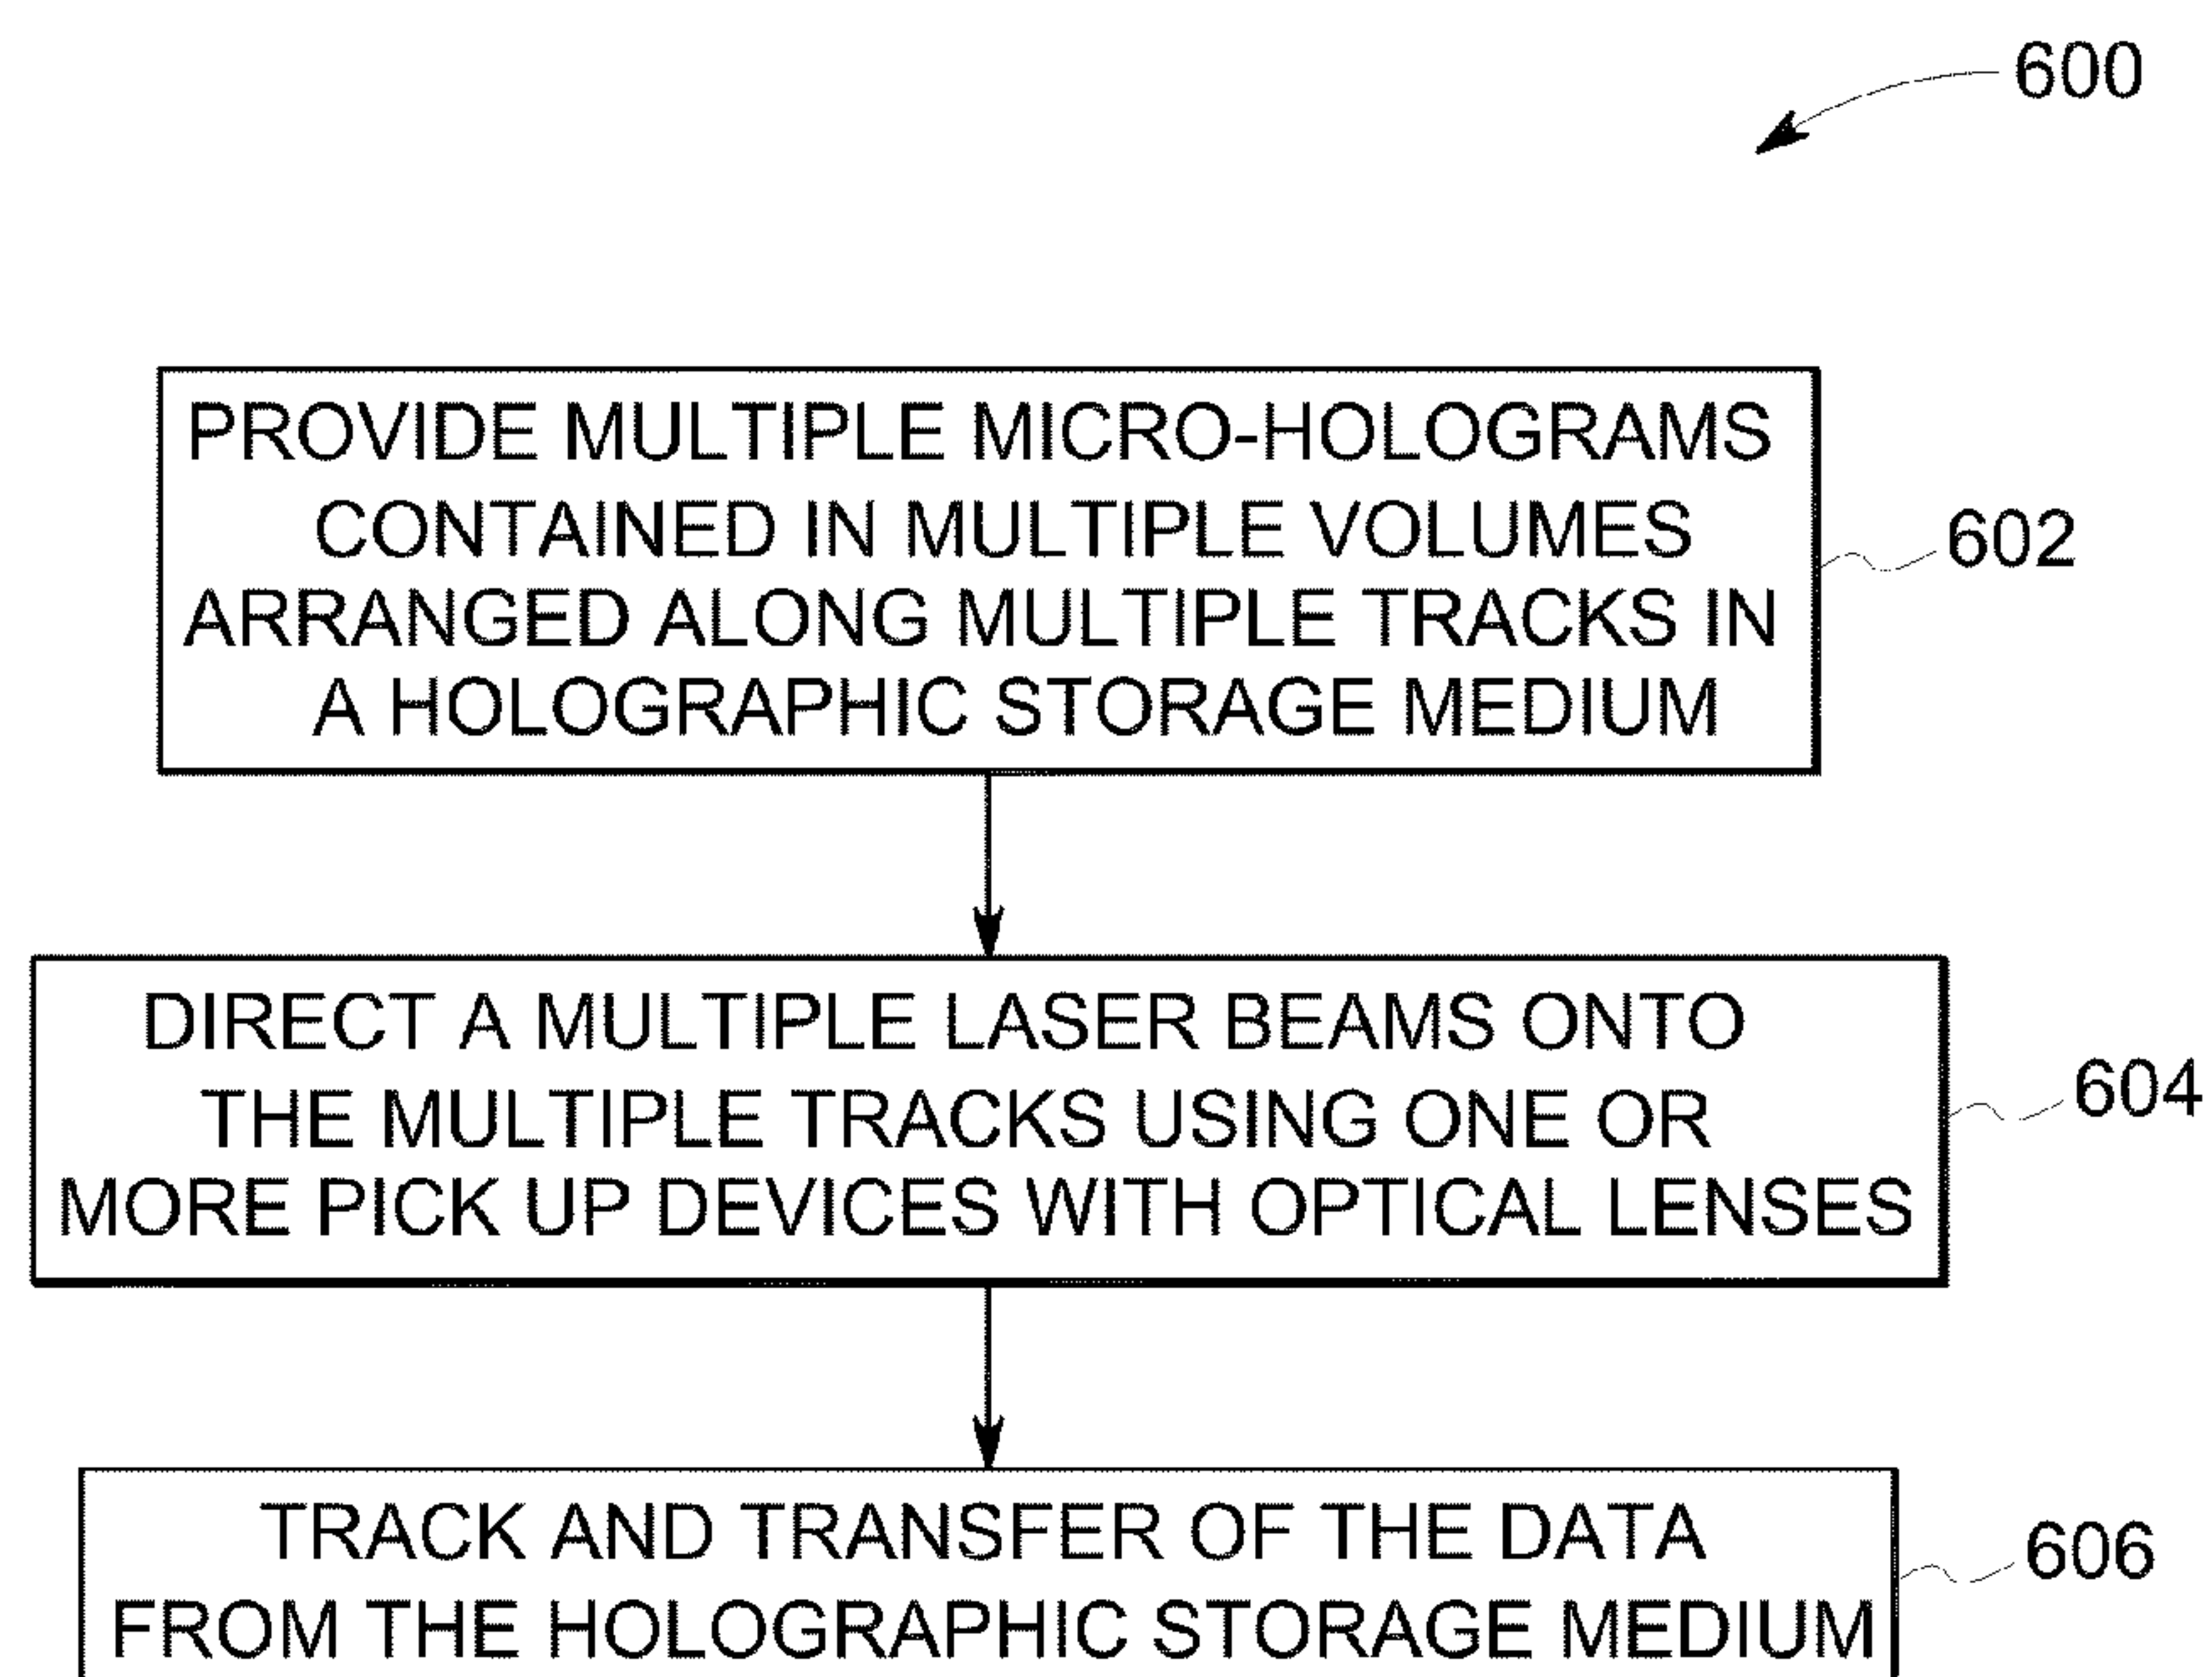 600
PROVIDE MULTIPLE MICRO-HOLOGRAMS
CONTAINED IN MULTIPLE VOLUMES
ARRANGED ALONG MULTIPLE TRACKS IN
A HOLOGRAPHIC STORAGE MEDIUM
602
DIRECT A MULTIPLE LASER BEAMS ONTO
THE MULTIPLE TRACKS USING ONE OR
MORE PICK UP DEVICES WITH OPTICAL LENSES
604
TRACK AND TRANSFER OF THE DATA
FROM THE HOLOGRAPHIC STORAGE MEDIUM
606